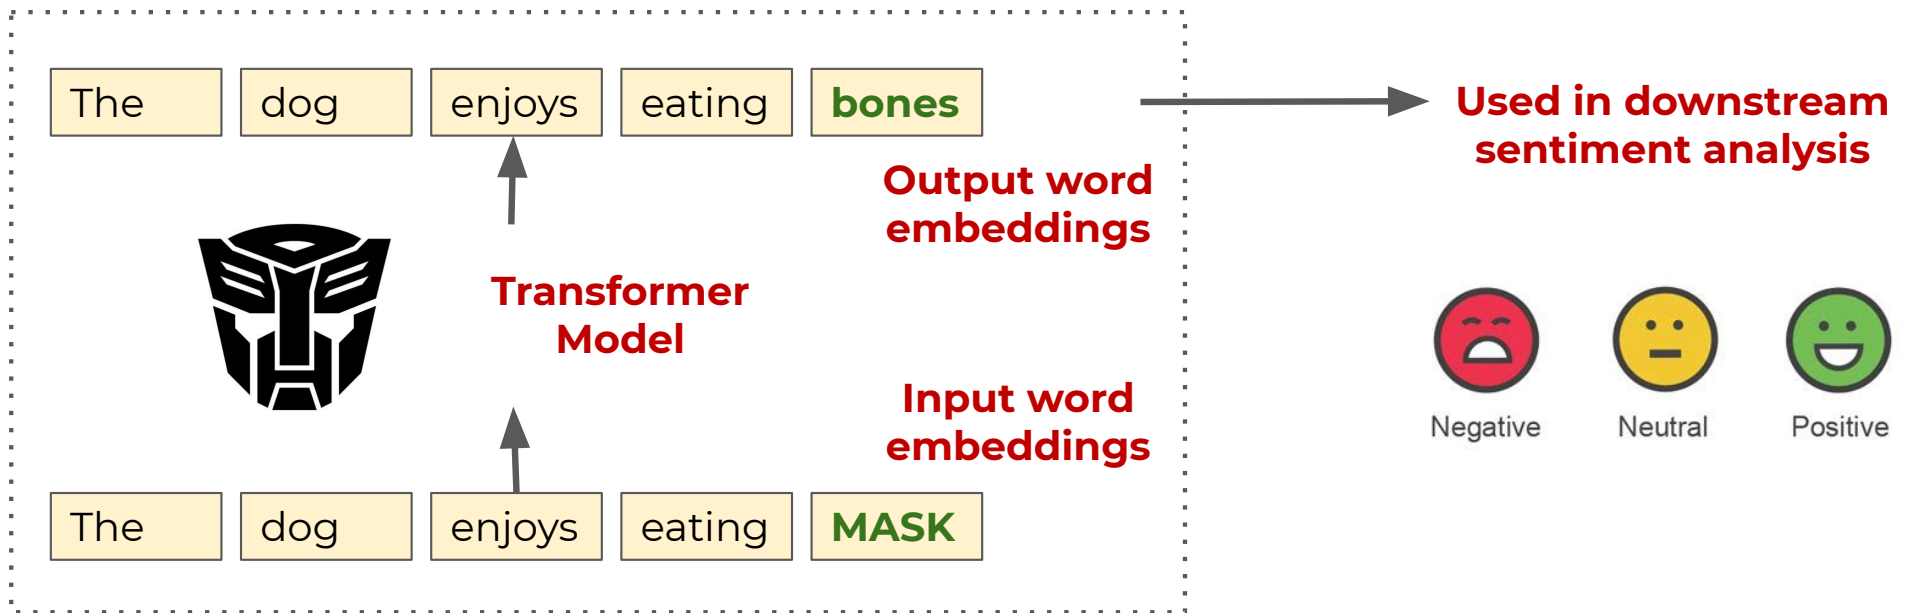 The dog enjoys eating bones
Used in downstream
sentiment analysis
Output word
embeddings
Transformer
Model
Input word
embeddings
Negative Neutral Positive
The dog enjoys eating MASK